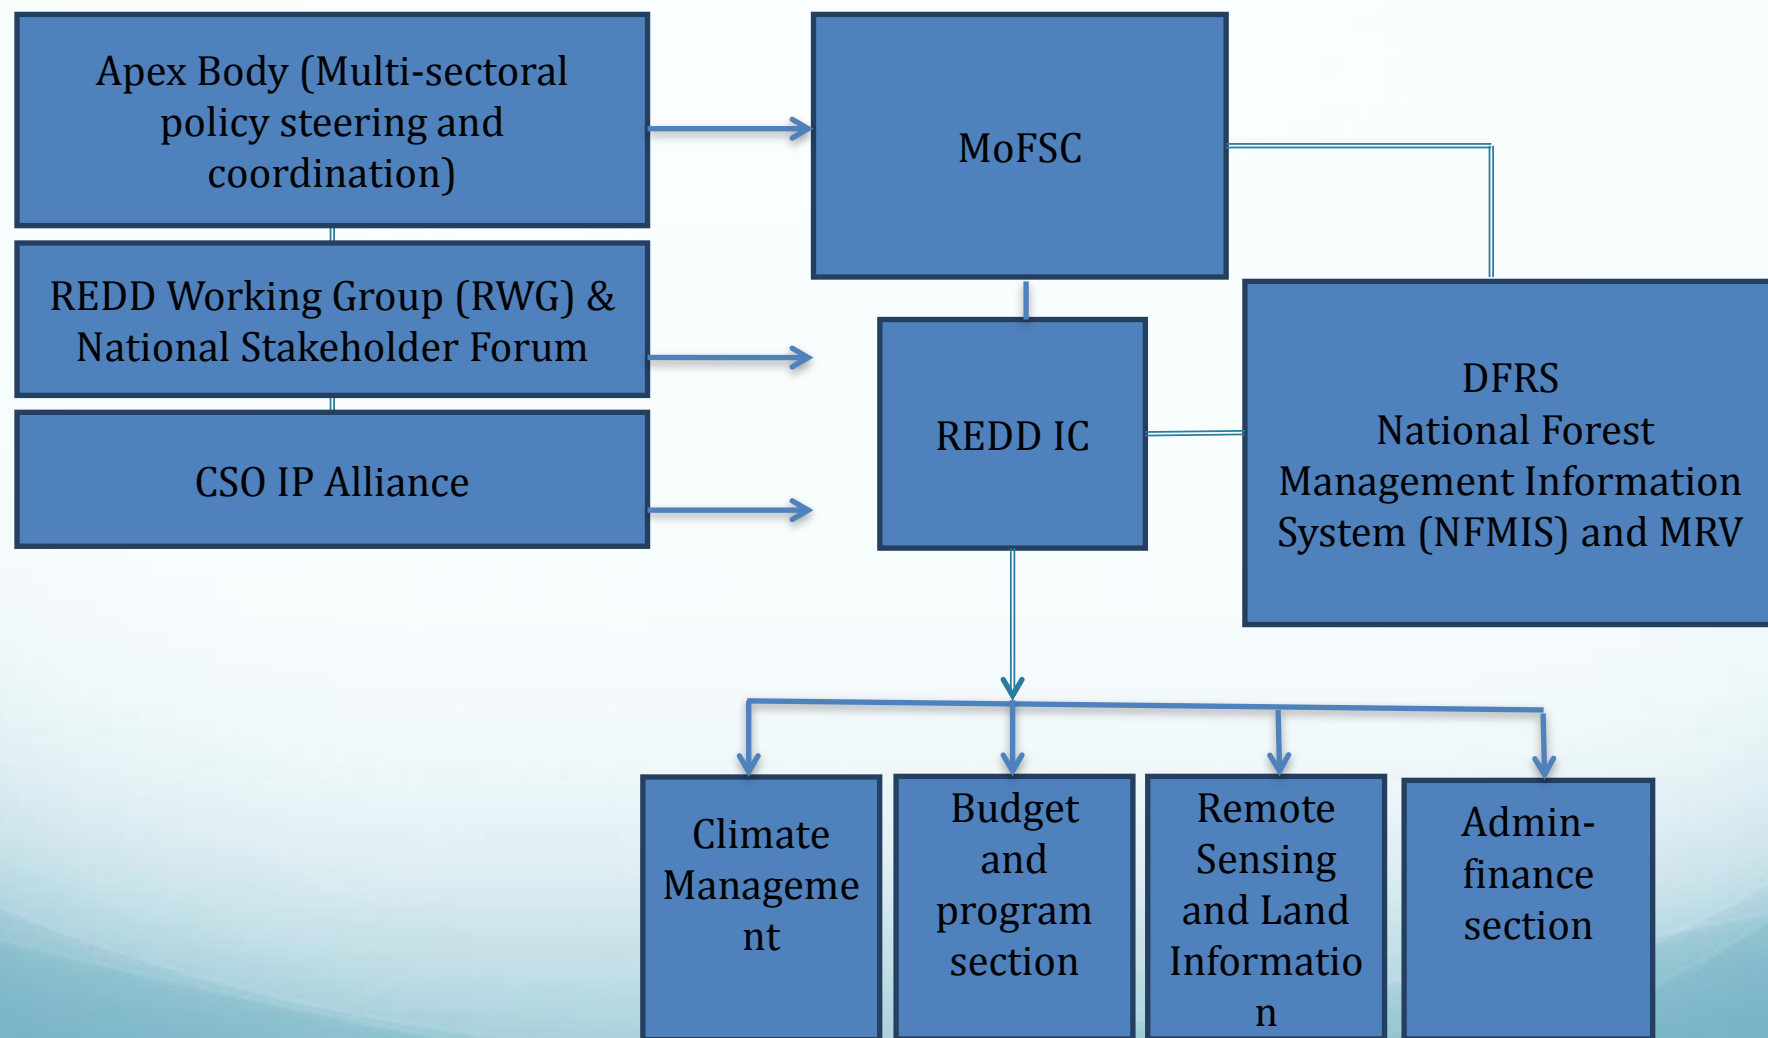 Apex Body (Multi-sectoral
policy steering and
coordination)
MoFSC
REDD Working Group (RWG) &
National Stakeholder Forum
CSO IP Alliance
REDD IC
DFRS
National Forest
Management Information
System (NFMIS) and MRV
Climate
Manageme
nt
Budget
and
program
section
Remote
Sensing
and Land
Informatio
n
Admin-
finance
section